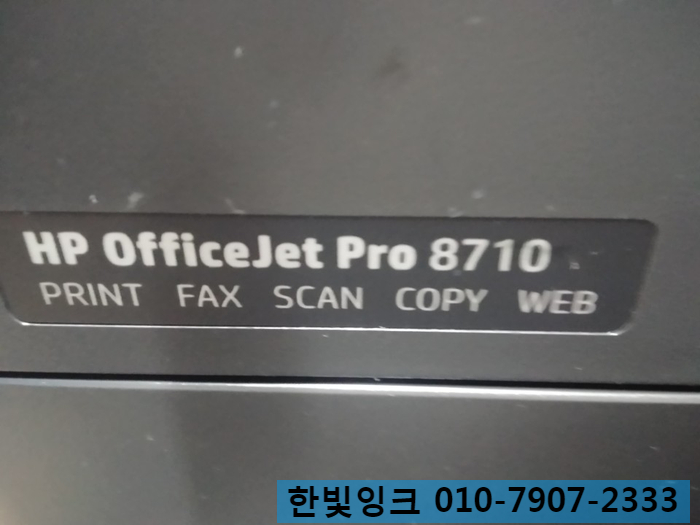 HP OfficeJet Pro 8710
PRINT FAX SCAN COPY WEB
한빛잉크 010-7907-2333